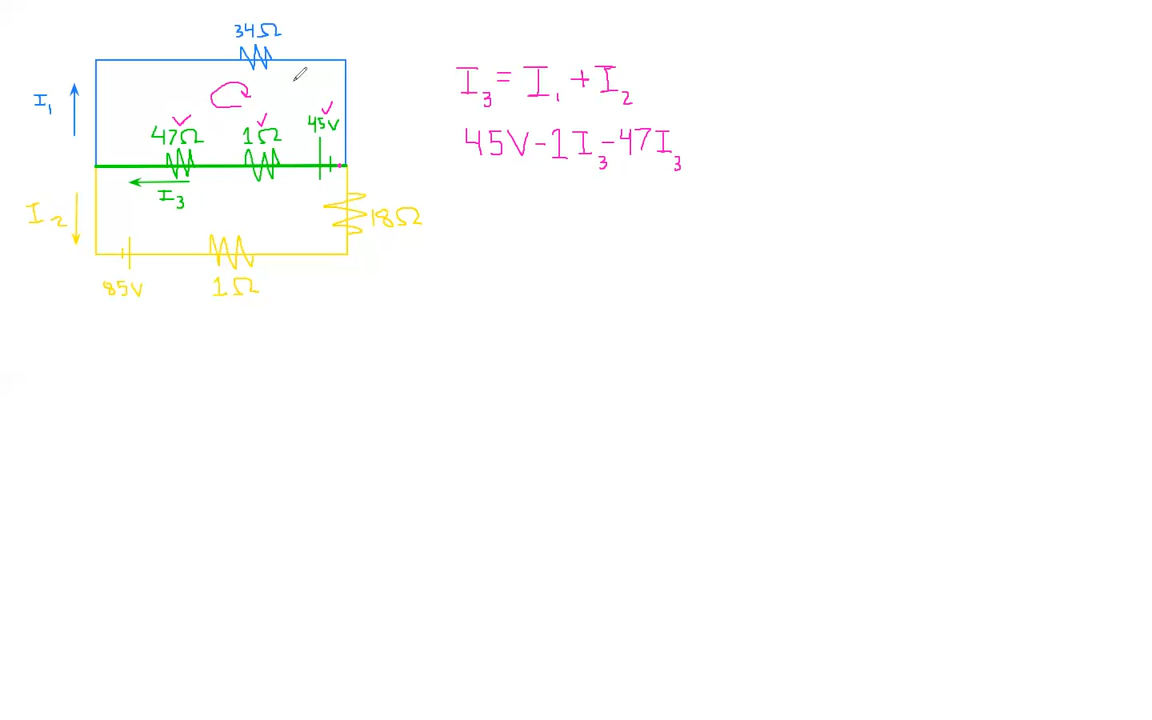 34Ω
I₁
47Ω
1Ω
45V
I₃
I₂
18Ω
85V
1Ω
I₃ = I₁ + I₂
45V-1I₃-47I₃